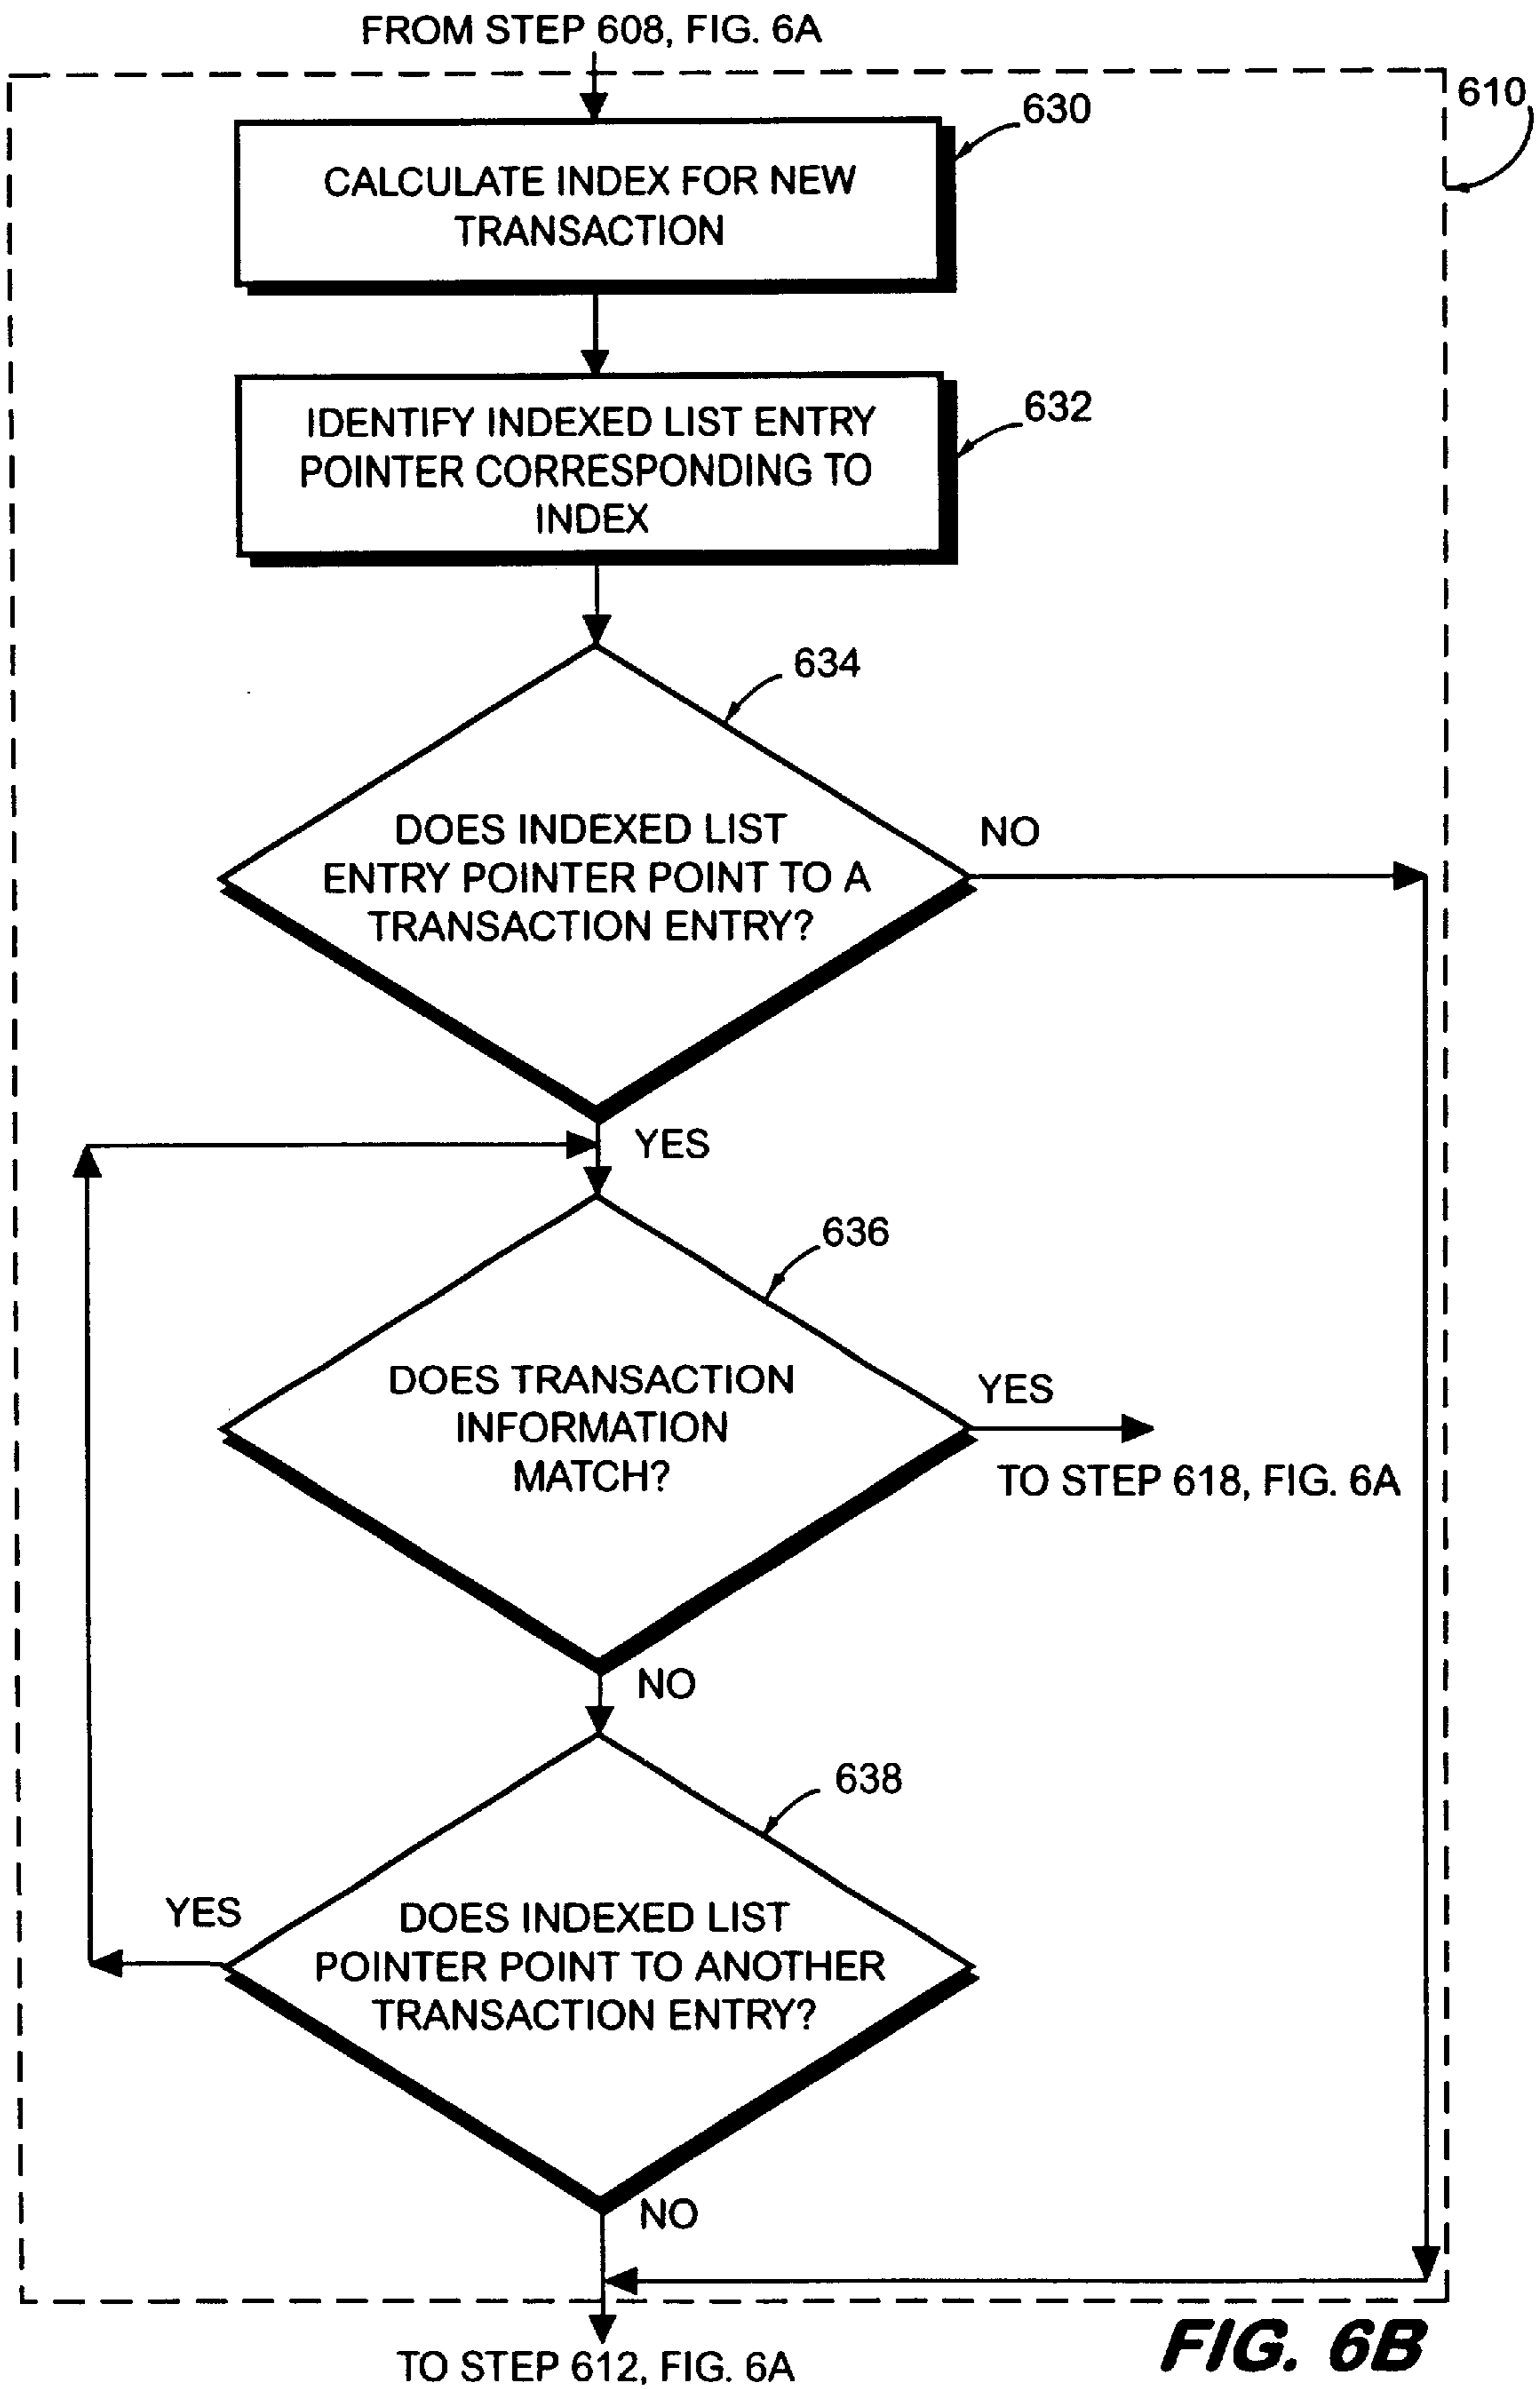 FROM STEP 608, FIG. 6A
610
630
CALCULATE INDEX FOR NEW
TRANSACTION
632
IDENTIFY INDEXED LIST ENTRY
POINTER CORRESPONDING TO
INDEX
634
DOES INDEXED LIST
ENTRY POINTER POINT TO A
TRANSACTION ENTRY?
NO
YES
636
DOES TRANSACTION
INFORMATION
MATCH?
YES
TO STEP 618, FIG. 6A
NO
638
DOES INDEXED LIST
POINTER POINT TO ANOTHER
TRANSACTION ENTRY?
YES
NO
TO STEP 612, FIG. 6A
FIG. 6B